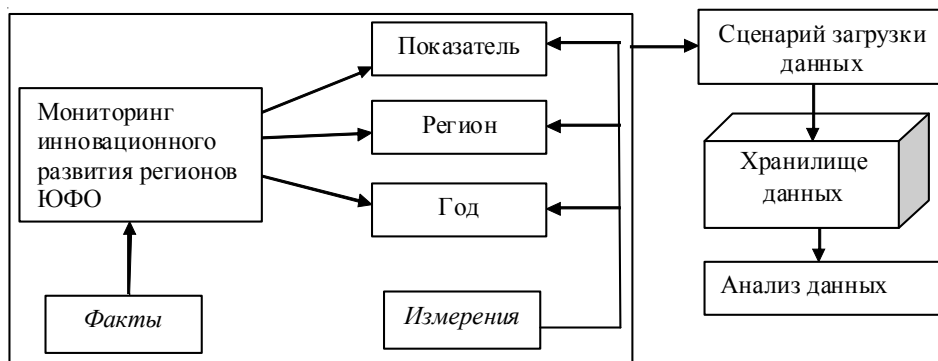 Показатель
Мониторинг
инновационного
развития регионов
ЮФО
Регион
Год
Факты
Измерения
Сценарий загрузки
данных
Хранилище
данных
Анализ данных